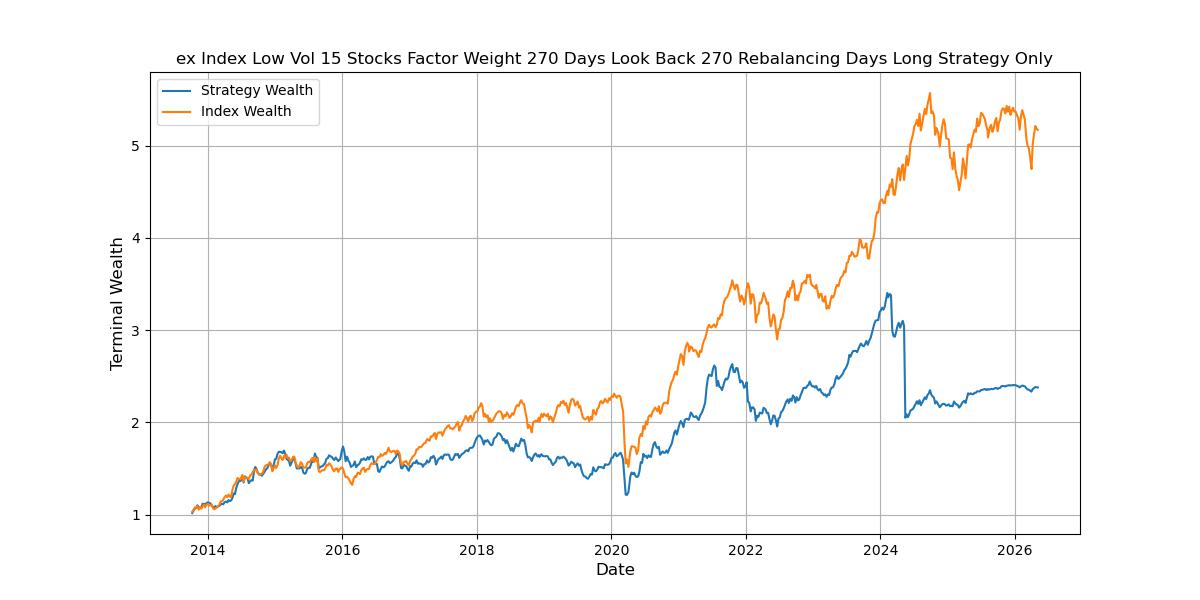 ex Index Low Vol 15 Stocks Factor Weight 270 Days Look Back 270 Rebalancing Days Long Strategy Only
Strategy Wealth
Index Wealth
Terminal Wealth
5
4
3
2
1
2014 2016 2018 2020 2022 2024 2026
Date